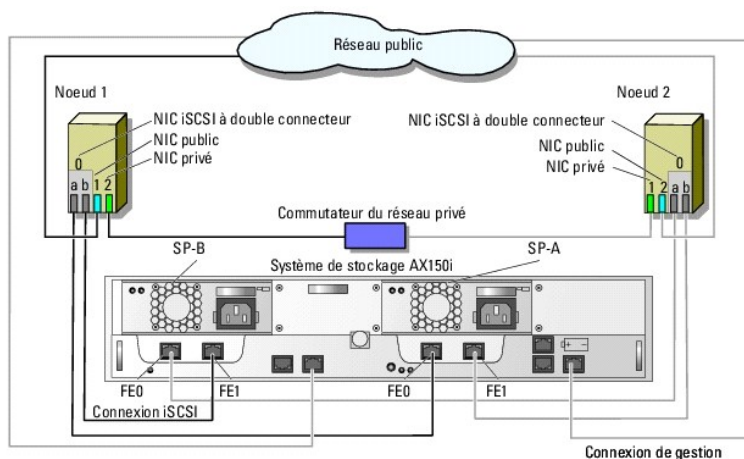 Réseau public
Noeud 1
Noeud 2
NIC iSCSI à double connecteur
NIC public
NIC privé
NIC iSCSI à double connecteur
NIC public
NIC privé
0
a b 1 2
0
1 2 a b
Commutateur du réseau privé
SP-B
SP-A
Système de stockage AX150i
FE0
FE1
FE0
FE1
Connexion iSCSI
Connexion de gestion